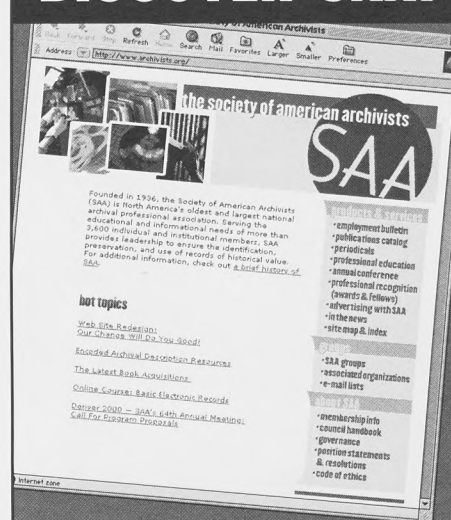 Society of American Archivists
Back Forward Stop Refresh Home Search Mail Favorites Larger Smaller Preferences
Address http://www.archivists.org/
the society of american archivists
SAA
Founded in 1936, the Society of American Archivists
(SAA) is North America's oldest and largest national
archival professional association. Serving the
educational and informational needs of more than
3,600 individual and institutional members, SAA
provides leadership to ensure the identification,
preservation, and use of records of historical value.
For additional information, check out a brief history of
SAA.
hot topics
Web Site Redesign:
Our Change Will Do You Good!
Encoded Archival Description Resources
The Latest Book Acquisitions
Online Course: Basic Electronic Records
Denver 2000 — SAA's 64th Annual Meeting:
Call For Program Proposals
products & services
•employment bulletin
•publications catalog
•periodicals
•professional education
•annual conference
•professional recognition
(awards & fellows)
•advertising with SAA
•in the news
•site map & index
groups
•SAA groups
•associated organizations
•e-mail lists
about SAA
•membership info
•council handbook
•governance
•position statements
& resolutions
•code of ethics
Internet zone